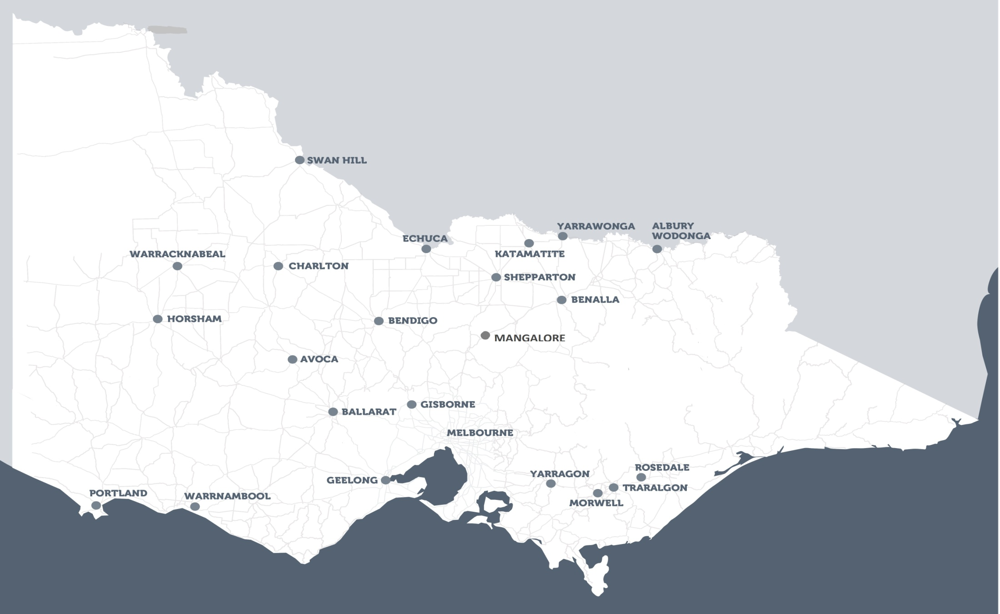 SWAN HILL
YARRAWONGA
ALBURY
WODONGA
ECHUCA
KATAMATITE
WARRACKNABEAL
CHARLTON
SHEPPARTON
BENALLA
HORSHAM
BENDIGO
MANGALORE
AVOCA
GISBORNE
BALLARAT
MELBOURNE
ROSEDALE
YARRAGON
GEELONG
TRARALGON
PORTLAND
WARRNAMBOOL
MORWELL